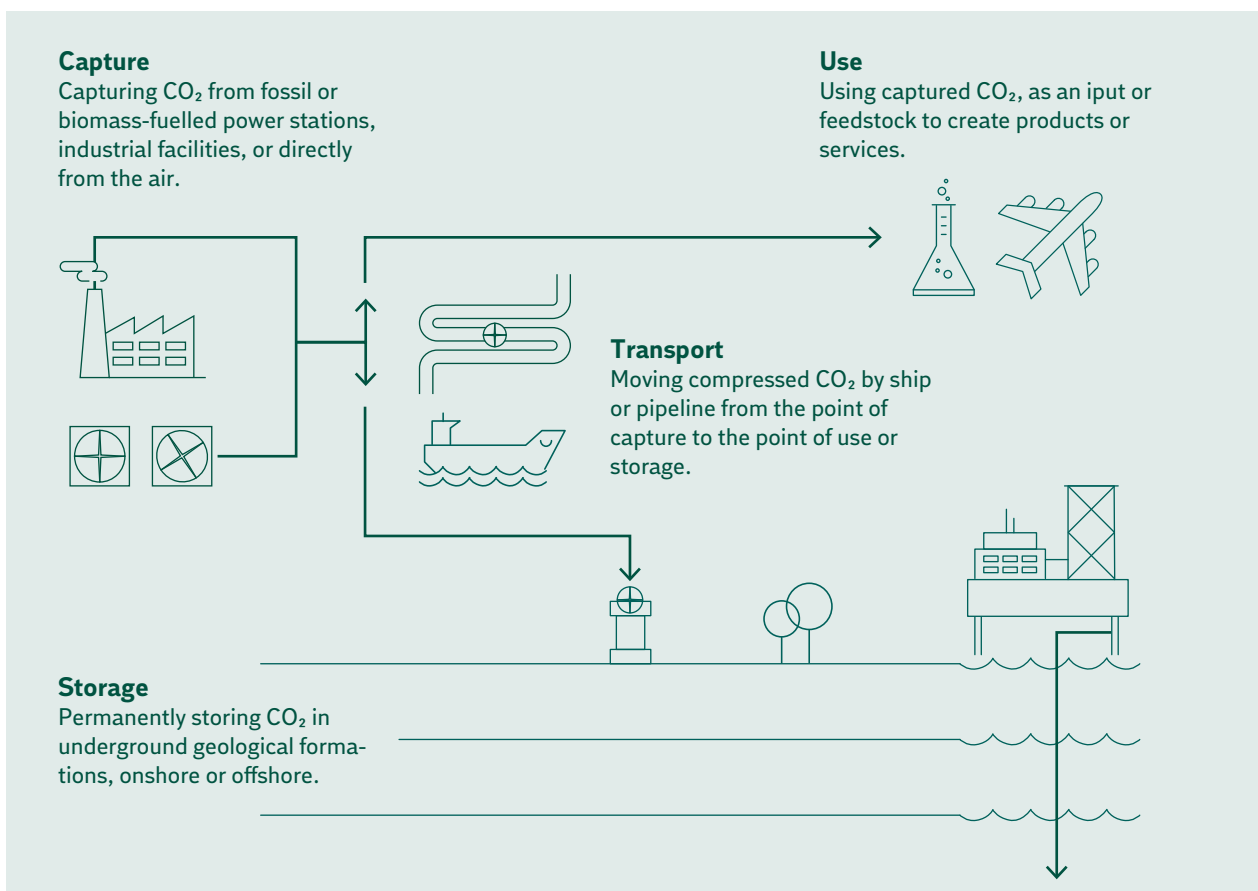 Capture
Capturing CO₂ from fossil or
biomass-fuelled power stations,
industrial facilities, or directly
from the air.
Use
Using captured CO₂, as an iput or
feedstock to create products or
services.
Transport
Moving compressed CO₂ by ship
or pipeline from the point of
capture to the point of use or
storage.
Storage
Permanently storing CO₂ in
underground geological forma-
tions, onshore or offshore.